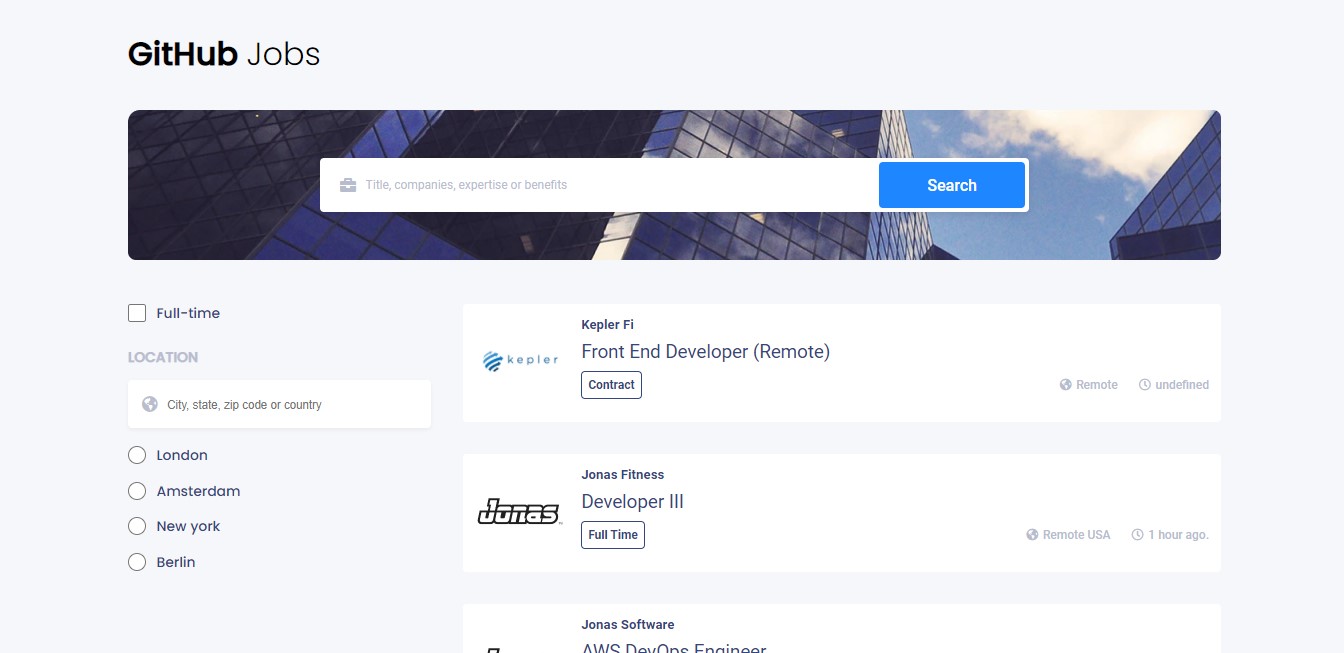 GitHub Jobs
Title, companies, expertise or benefits
Search
Full-time
LOCATION
City, state, zip code or country
London
Amsterdam
New york
Berlin
kepler
Kepler Fi
Front End Developer (Remote)
Contract
Remote
undefined
Jonas
Jonas Fitness
Developer III
Full Time
Remote USA
1 hour ago.
Jonas Software
AWS DevOps Engineer